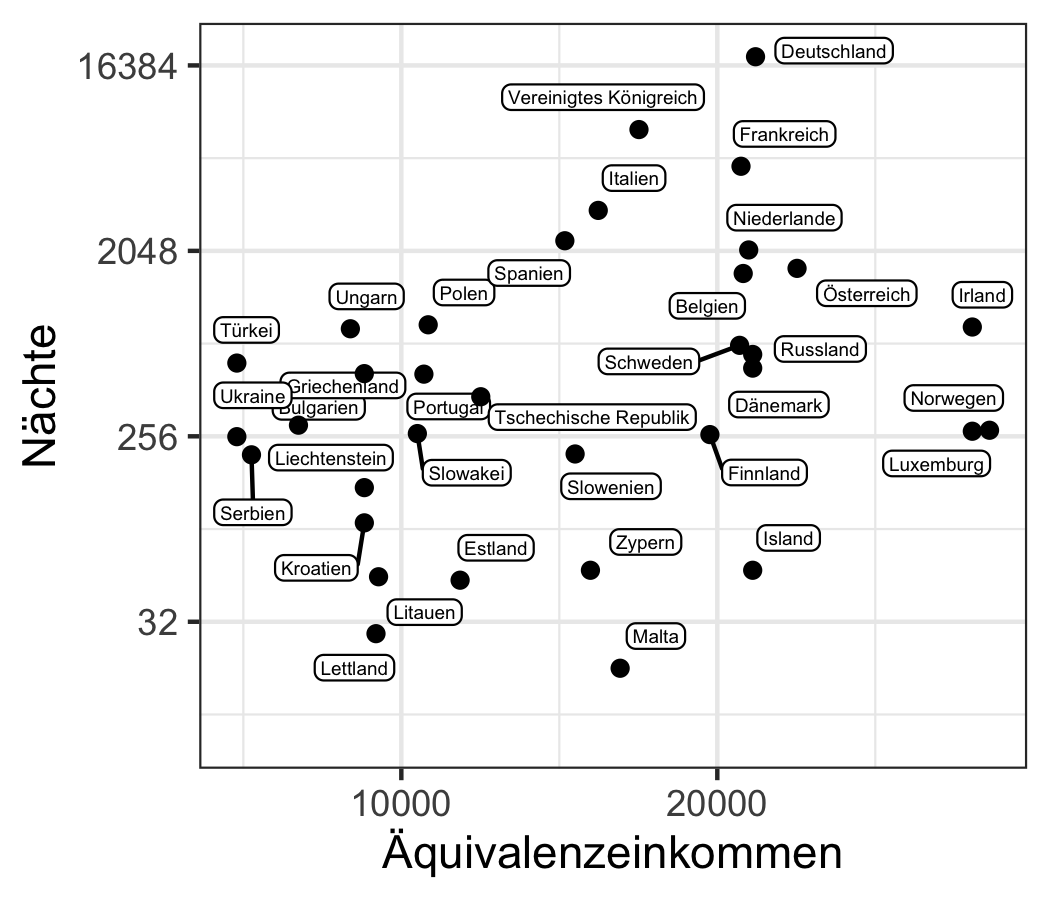 16384
Deutschland
Vereinigtes Königreich
Frankreich
Italien
Niederlande
2048
Spanien
Polen
Österreich
Irland
Ungarn
Belgien
Türkei
Russland
Schweden
Griechenland
Ukraine
Bulgarien
Norwegen
Portugal
Dänemark
Tschechische Republik
256
Liechtenstein
Luxemburg
Slowakei
Finnland
Slowenien
Serbien
Island
Zypern
Estland
Kroatien
Litauen
32
Malta
Lettland
10000
20000
Äquivalenzeinkommen
Nächte